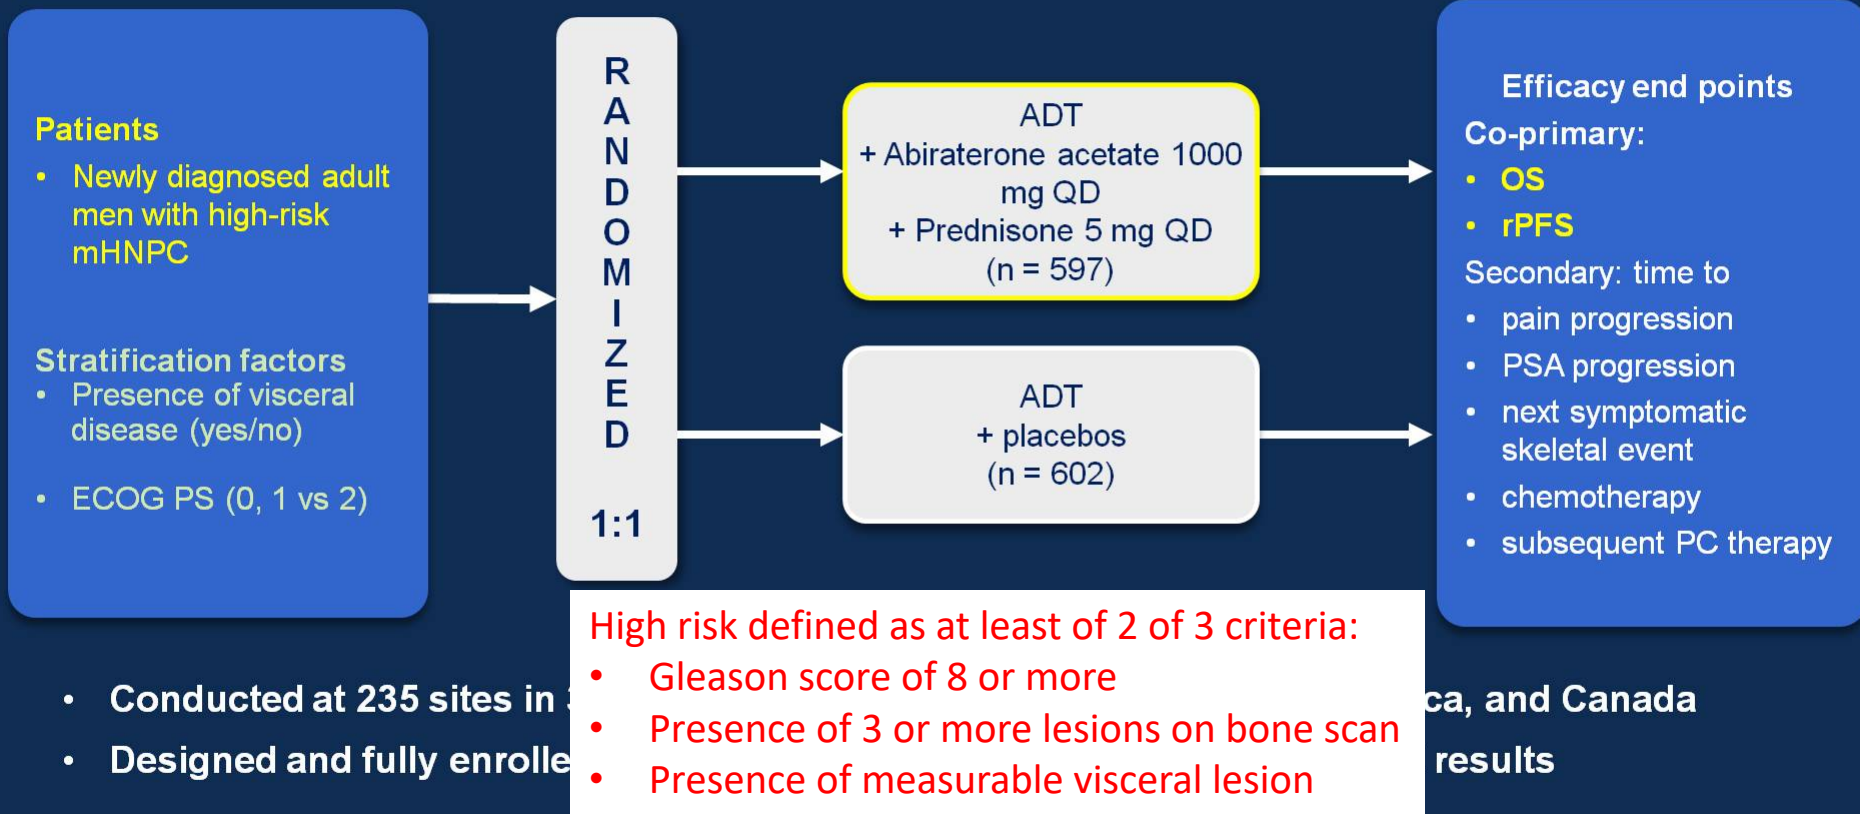 Patients
• Newly diagnosed adult
men with high-risk
mHNPC
Stratification factors
• Presence of visceral
disease (yes/no)
• ECOG PS (0, 1 vs 2)
R
A
N
D
O
M
I
Z
E
D
1:1
ADT
+ Abiraterone acetate 1000
mg QD
+ Prednisone 5 mg QD
(n = 597)
ADT
+ placebos
(n = 602)
Efficacy end points
Co-primary:
• OS
• rPFS
Secondary: time to
• pain progression
• PSA progression
• next symptomatic
skeletal event
• chemotherapy
• subsequent PC therapy
High risk defined as at least of 2 of 3 criteria:
• Gleason score of 8 or more
• Presence of 3 or more lesions on bone scan
• Presence of measurable visceral lesion
• Conducted at 235 sites in ca, and Canada
• Designed and fully enrolle results